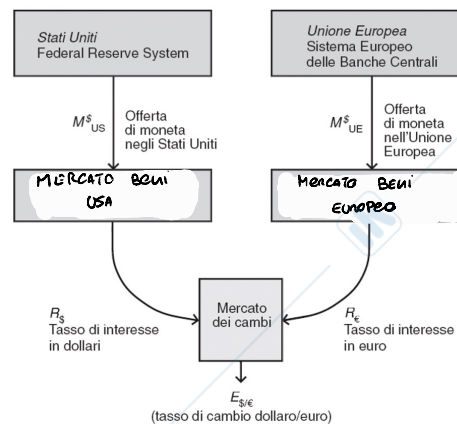 Stati Uniti
Federal Reserve System
Unione Europea
Sistema Europeo
delle Banche Centrali
M$US
Offerta
di moneta
negli Stati Uniti
M$UE
Offerta
di moneta
nell'Unione
Europea
MERCATO BENI
USA
MERCATO BENI
EUROPEO
R$
Tasso di interesse
in dollari
Mercato
dei cambi
R€
Tasso di interesse
in euro
E$/€
(tasso di cambio dollaro/euro)